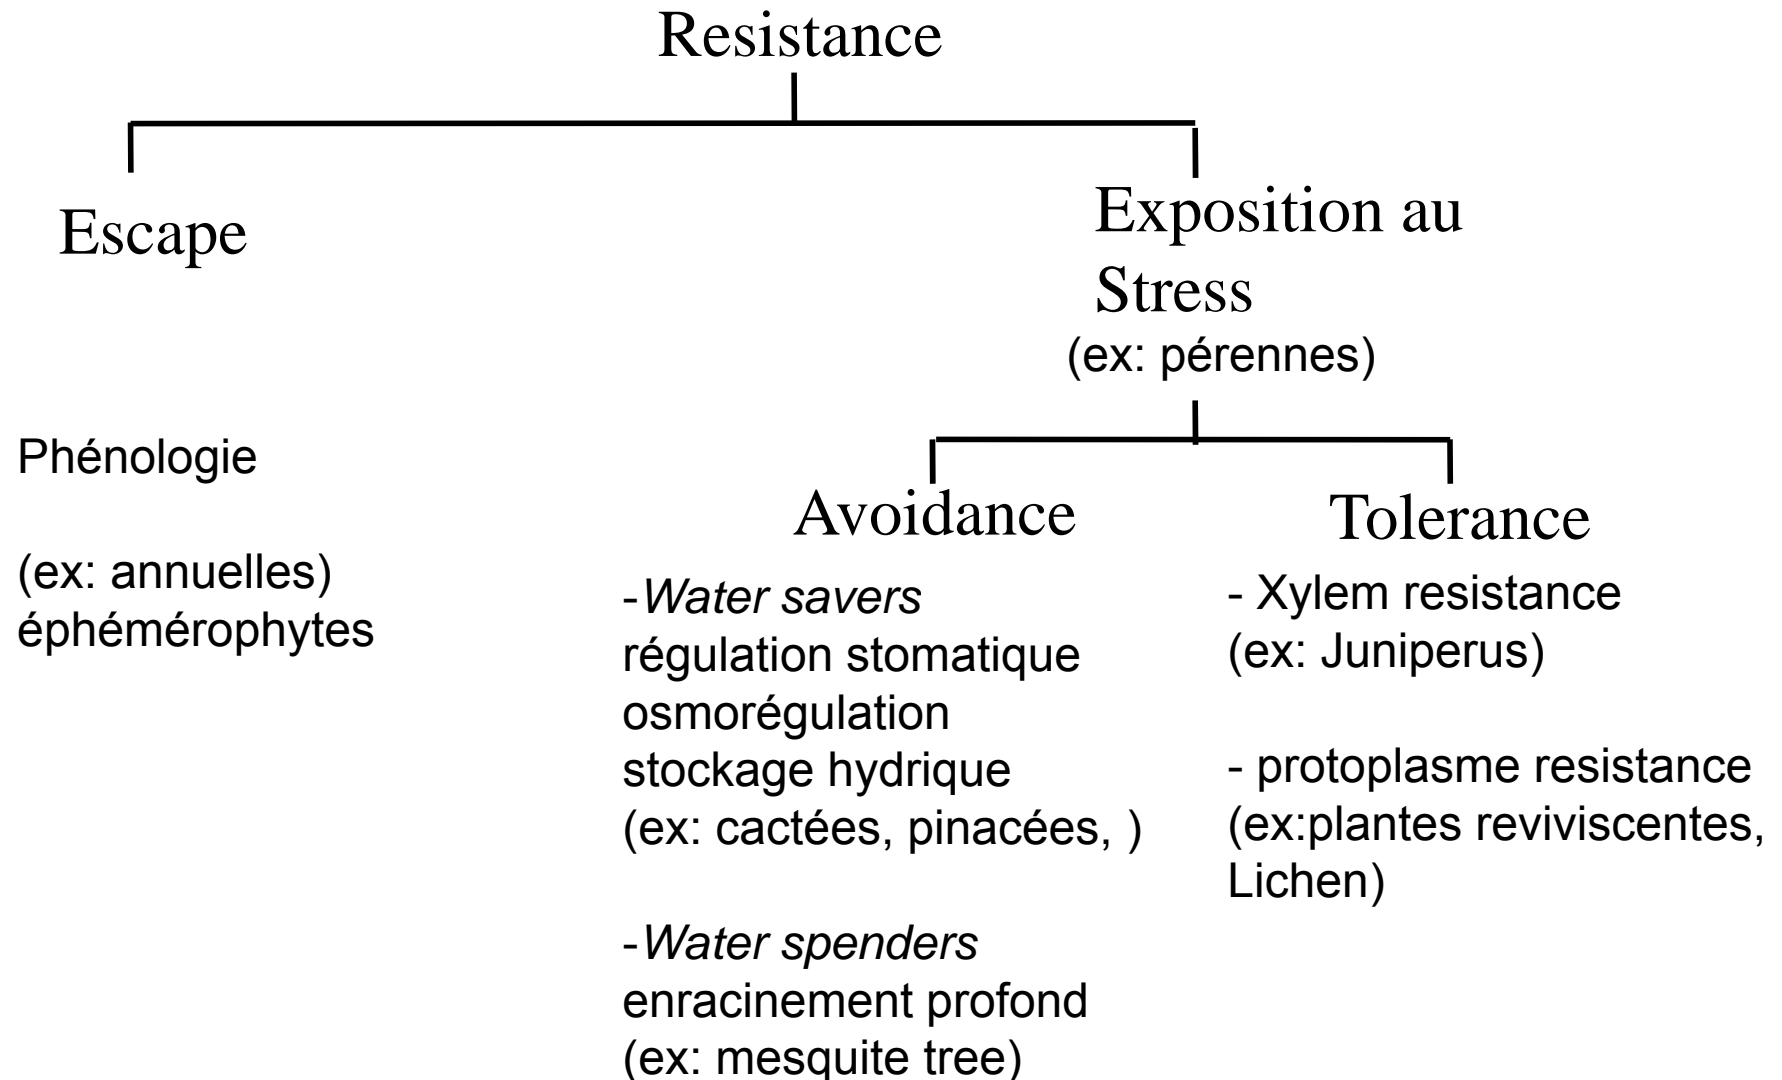 Resistance
Escape
Exposition au
Stress
(ex: pérennes)
Phénologie
(ex: annuelles)
éphémérophytes
Avoidance
-Water savers
régulation stomatique
osmorégulation
stockage hydrique
(ex: cactées, pinacées, )
-Water spenders
enracinement profond
(ex: mesquite tree)
Tolerance
- Xylem resistance
(ex: Juniperus)
- protoplasme resistance
(ex:plantes reviviscentes,
Lichen)